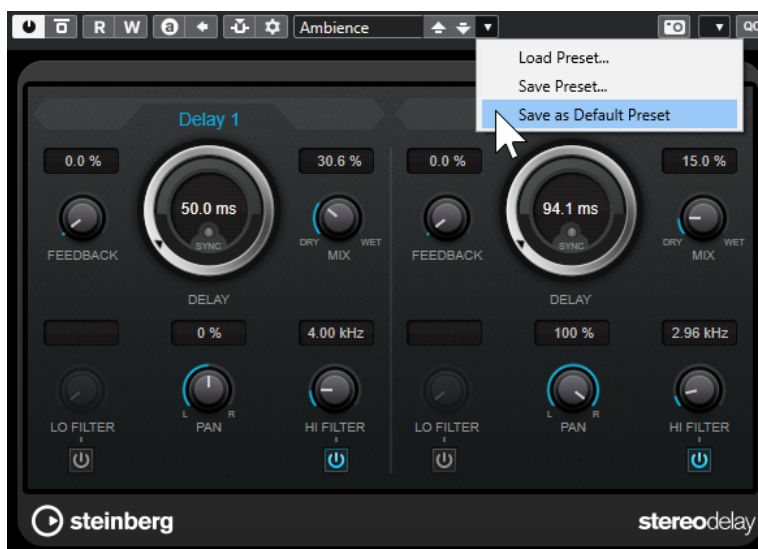 R W a Ambience QC
Load Preset...
Save Preset...
Save as Default Preset
Delay 1
0.0 % 30.6 % 0.0 % 15.0 %
50.0 ms 94.1 ms
SYNC SYNC
DRY WET DRY WET
FEEDBACK MIX FEEDBACK MIX
DELAY DELAY
0 % 4.00 kHz 100 % 2.96 kHz
L R L R
LO FILTER PAN HI FILTER LO FILTER PAN HI FILTER
steinberg stereodelay